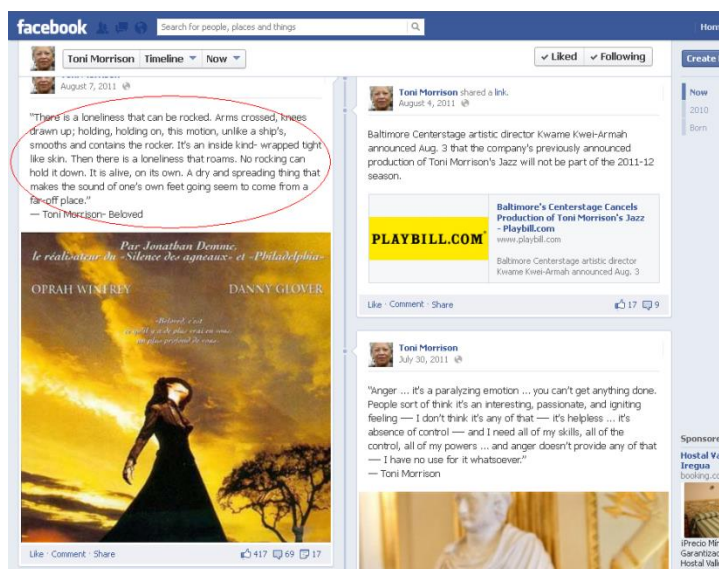 facebook
Search for people, places and things
Toni Morrison
Timeline
Now
Liked
Following
Create
Now
2010
Born
Toni Morrison
August 7, 2011
"There is a loneliness that can be rocked. Arms crossed, knees
drawn up; holding, holding on, this motion, unlike a ship's,
smooths and contains the rocker. It's an inside kind- wrapped tight
like skin. Then there is a loneliness that roams. No rocking can
hold it down. It is alive, on its own. A dry and spreading thing that
makes the sound of one's own feet going seem to come from a
far-off place."
— Toni Morrison- Beloved
Par Jonathan Demme,
le réalisateur du «Silence des agneaux» et «Philadelphia»
OPRAH WINFREY
DANNY GLOVER
Like · Comment · Share
417 69 17
Toni Morrison shared a link.
August 4, 2011
Baltimore Centerstage artistic director Kwame Kwei-Armah
announced Aug. 3 that the company's previously announced
production of Toni Morrison's Jazz will not be part of the 2011-12
season.
PLAYBILL.COM
Baltimore's Centerstage Cancels
Production of Toni Morrison's Jazz
- Playbill.com
www.playbill.com
Baltimore Centerstage artistic director
Kwame Kwei-Armah announced Aug. 3
Like · Comment · Share
17 9
Toni Morrison
July 30, 2011
"Anger ... it's a paralyzing emotion ... you can't get anything done.
People sort of think it's an interesting, passionate, and igniting
feeling — I don't think it's any of that — it's helpless ... it's
absence of control — and I need all of my skills, all of the
control, all of my powers ... and anger doesn't provide any of that
— I have no use for it whatsoever."
— Toni Morrison
Sponsore
Hostal Va
Iregua
booking.co
¡Precio Mín
Garantizad
Hostal Valle